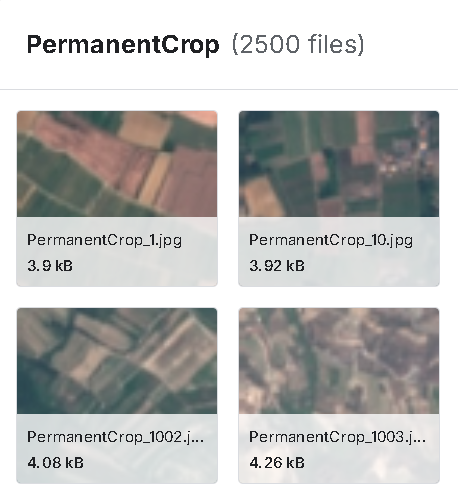 PermanentCrop (2500 files)
PermanentCrop_1.jpg
3.9 kB
PermanentCrop_10.jpg
3.92 kB
PermanentCrop_1002.j...
4.08 kB
PermanentCrop_1003.j...
4.26 kB